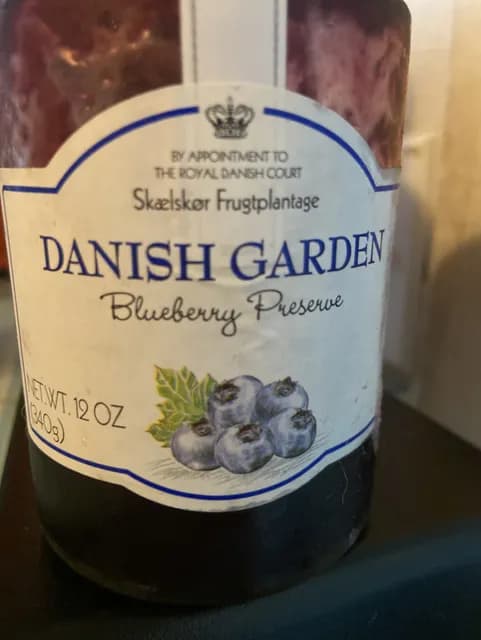 BY APPOINTMENT TO
THE ROYAL DANISH COURT
Skælskør Frugtplantage
DANISH GARDEN
Blueberry Preserve
NET.WT. 12 OZ
(340g)